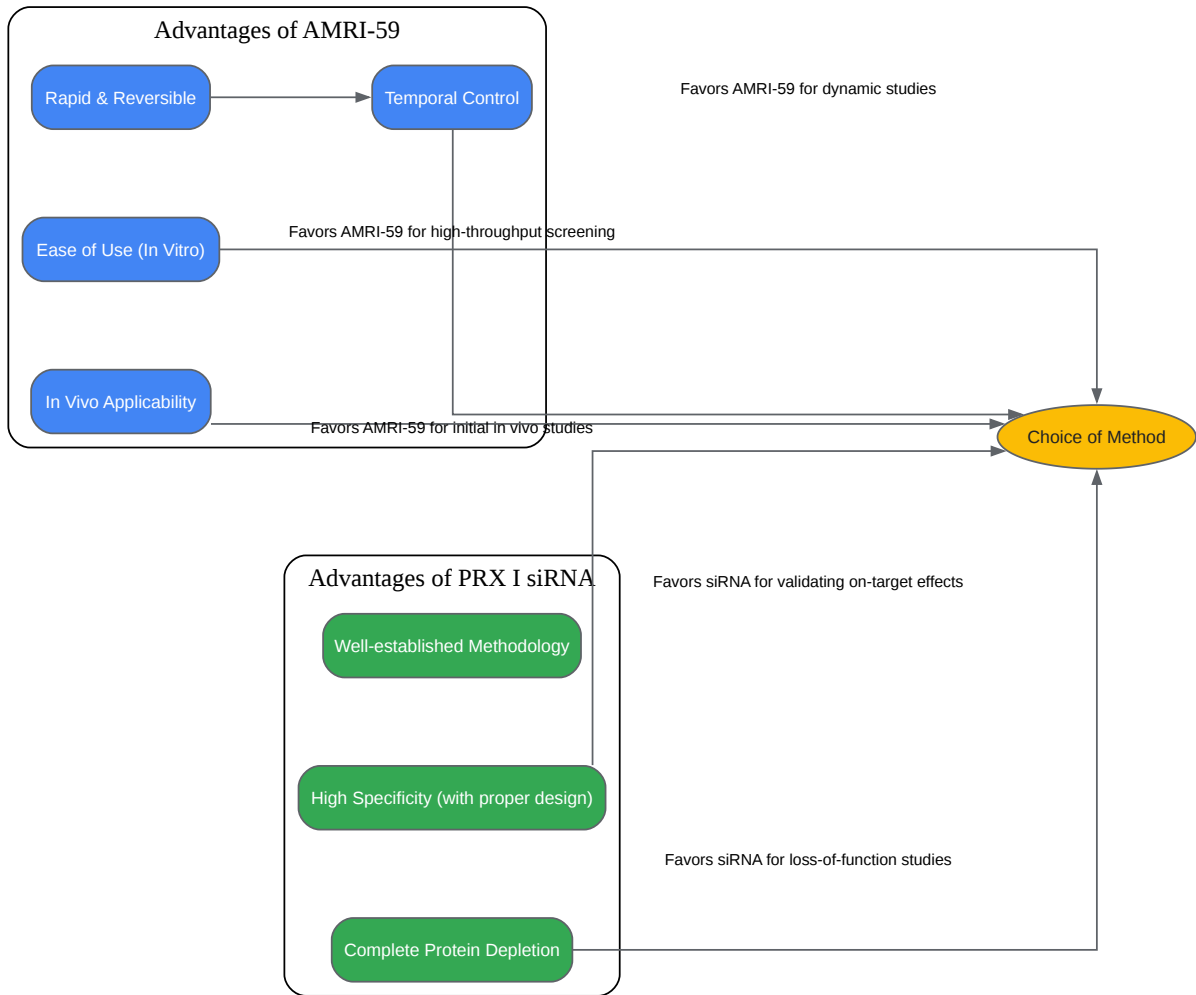 Advantages of AMRI-59
Rapid & Reversible
Temporal Control
Favors AMRI-59 for dynamic studies
Favors AMRI-59 for high-throughput screening
Ease of Use (In Vitro)
In Vivo Applicability
Favors AMRI-59 for initial in vivo studies
Choice of Method
Advantages of PRX I siRNA
Favors siRNA for validating on-target effects
Well-established Methodology
High Specificity (with proper design)
Favors siRNA for loss-of-function studies
Complete Protein Depletion